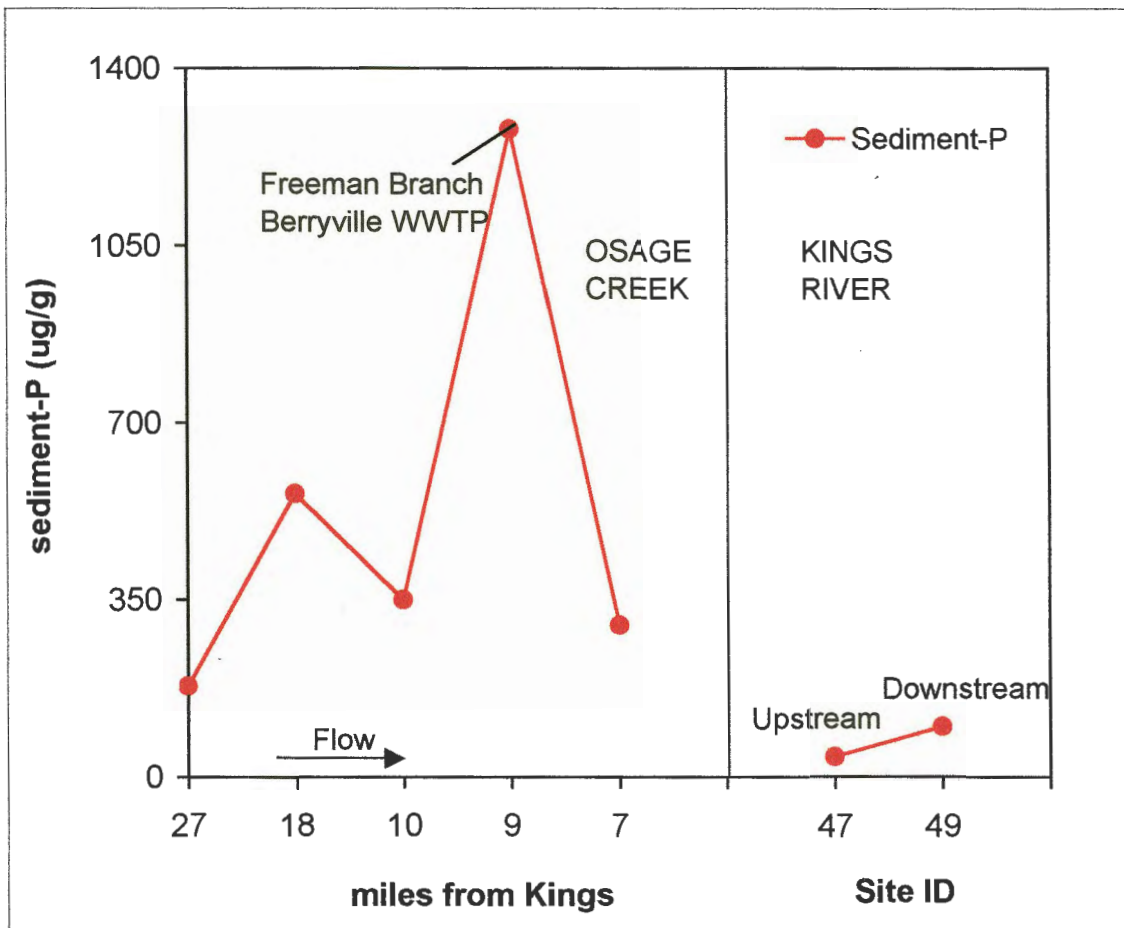 1400
1050
700
350
0
sediment-P (ug/g)
Sediment-P
Freeman Branch
Berryville WWTP
OSAGE
CREEK
KINGS
RIVER
Downstream
Upstream
Flow
27 18 10 9 7 47 49
miles from Kings
Site ID